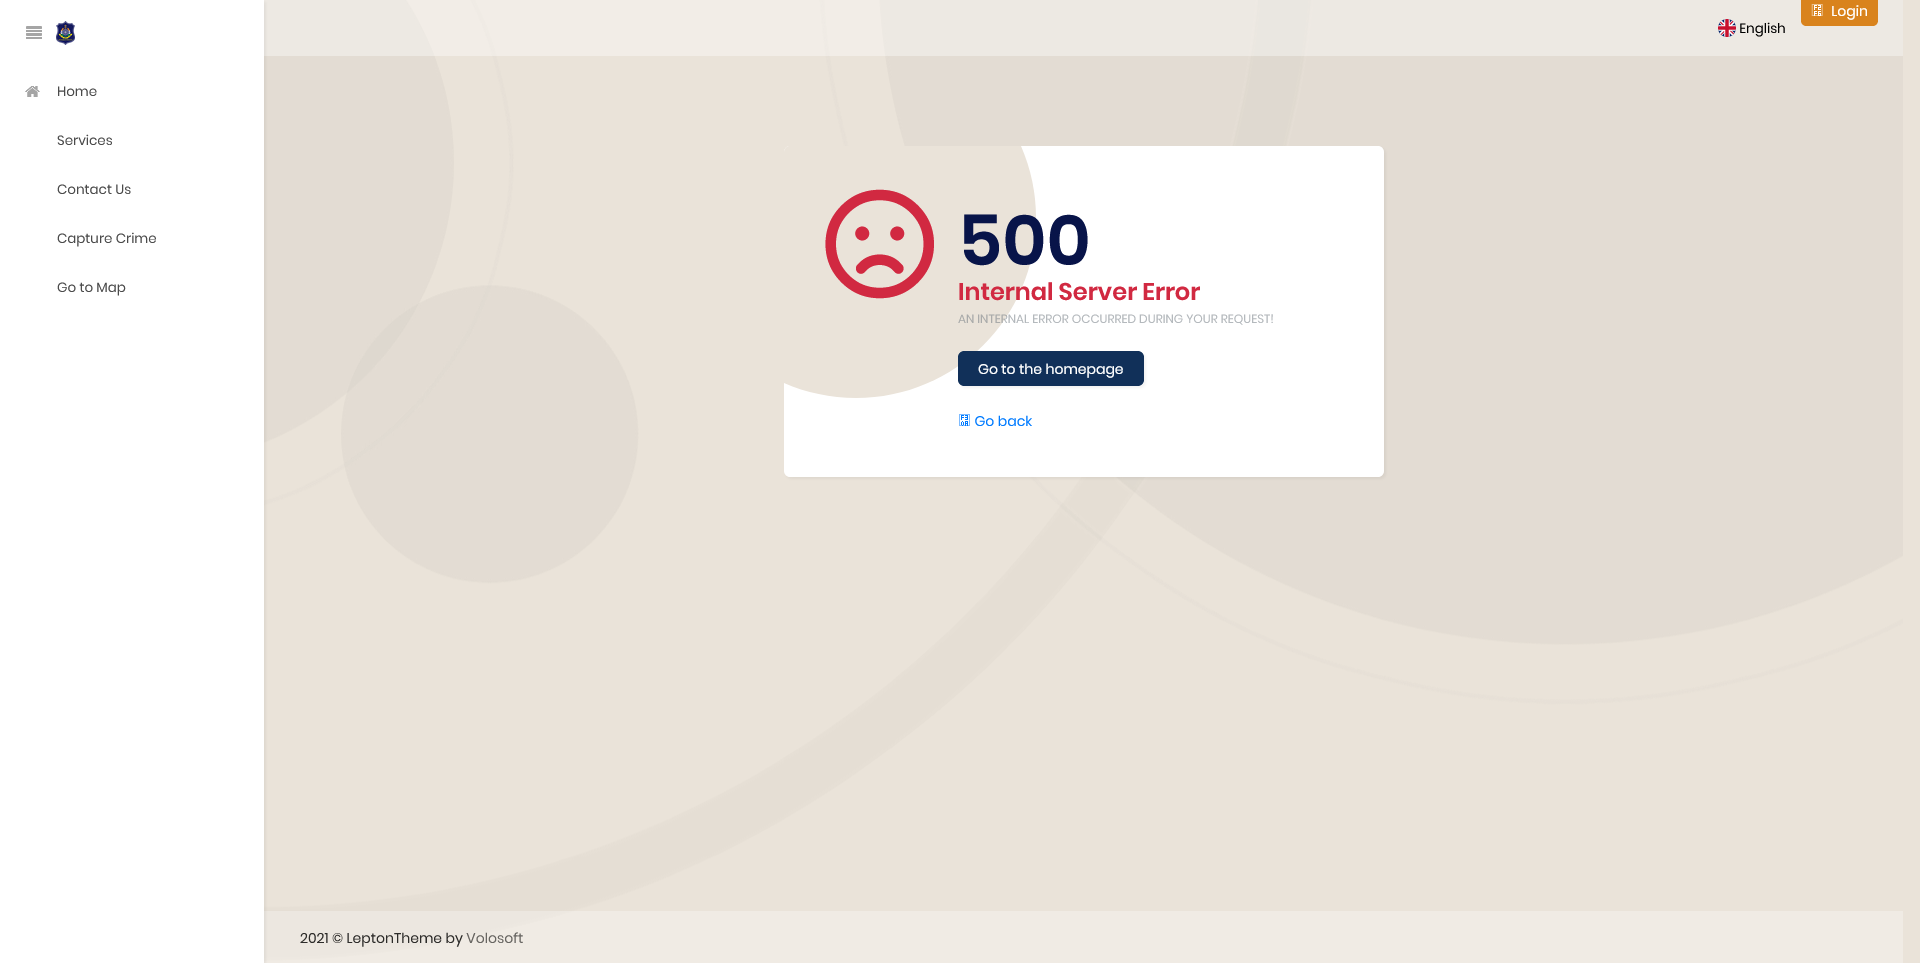 Home
Services
Contact Us
Capture Crime
Go to Map
English
Login
500
Internal Server Error
AN INTERNAL ERROR OCCURRED DURING YOUR REQUEST!
Go to the homepage
Go back
2021 © LeptonTheme by Volosoft